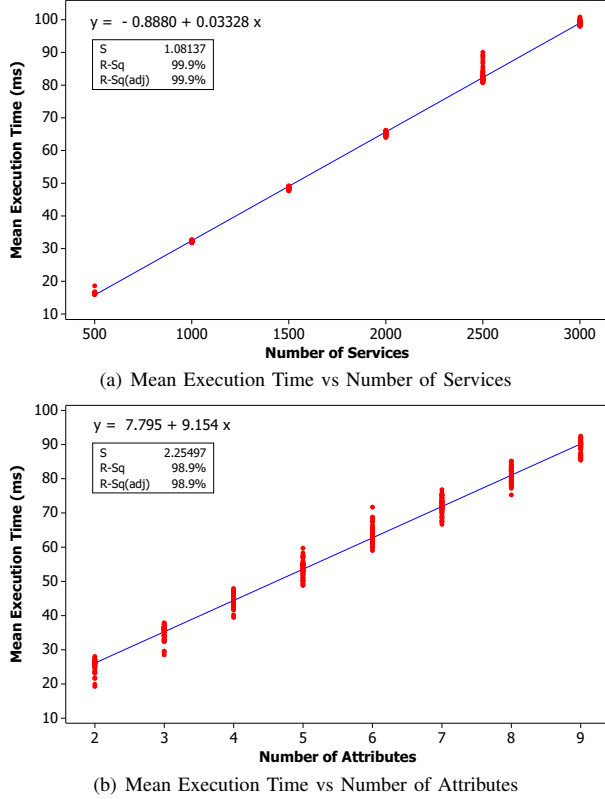 y = - 0.8880 + 0.03328 x
S 1.08137
R-Sq 99.9%
R-Sq(adj) 99.9%
Mean Execution Time (ms)
100
90
80
70
60
50
40
30
20
10
500 1000 1500 2000 2500 3000
Number of Services
(a) Mean Execution Time vs Number of Services
y = 7.795 + 9.154 x
S 2.25497
R-Sq 98.9%
R-Sq(adj) 98.9%
Mean Execution Time (ms)
100
90
80
70
60
50
40
30
20
10
2 3 4 5 6 7 8 9
Number of Attributes
(b) Mean Execution Time vs Number of Attributes